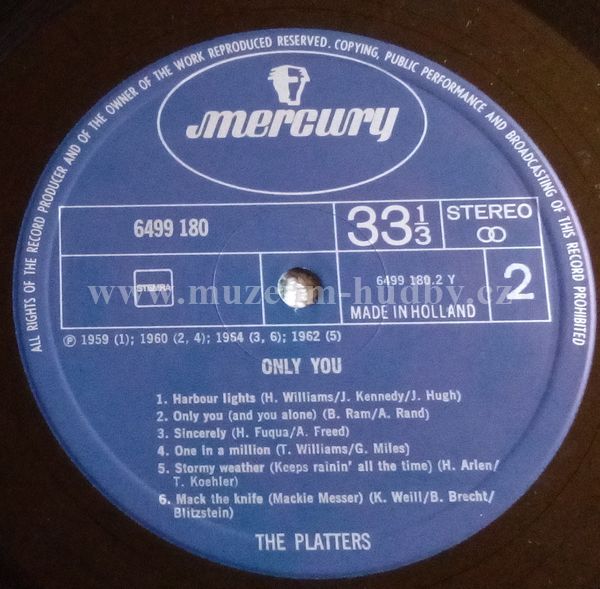 ALL RIGHTS OF THE RECORD PRODUCER AND OF THE OWNER OF THE WORK REPRODUCED RESERVED. COPYING, PUBLIC PERFORMANCE AND BROADCASTING OF THIS RECORD PROHIBITED
mercury
6499 180
33 1/3
STEREO
STEMRA
6499 180.2 Y
MADE IN HOLLAND
2
www.muzeum-hudby.cz
℗ 1959 (1); 1960 (2, 4); 1964 (3, 6); 1962 (5)
ONLY YOU
1. Harbour lights (H. Williams/J. Kennedy/J. Hugh)
2. Only you (and you alone) (B. Ram/A. Rand)
3. Sincerely (H. Fuqua/A. Freed)
4. One in a million (T. Williams/G. Miles)
5. Stormy weather (Keeps rainin' all the time) (H. Arlen/
T. Koehler)
6. Mack the knife (Mackie Messer) (K. Weill/B. Brecht/
Blitzstein)
THE PLATTERS